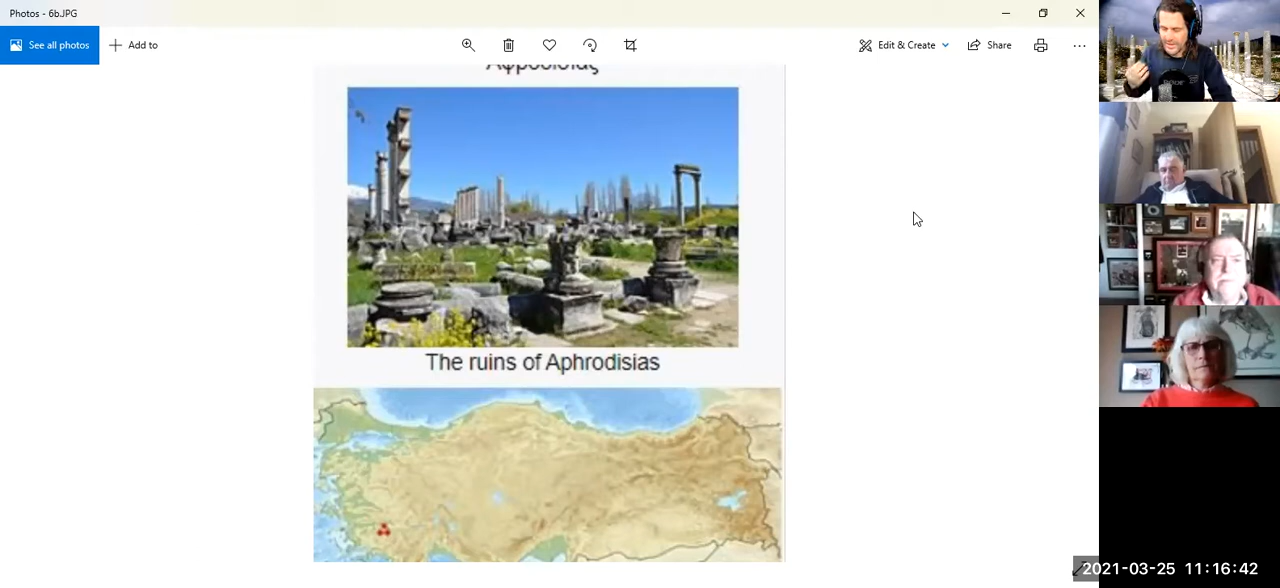 Photos - 6b.JPG
See all photos
Add to
Edit & Create
Share
The ruins of Aphrodisias
2021-03-25 11:16:42